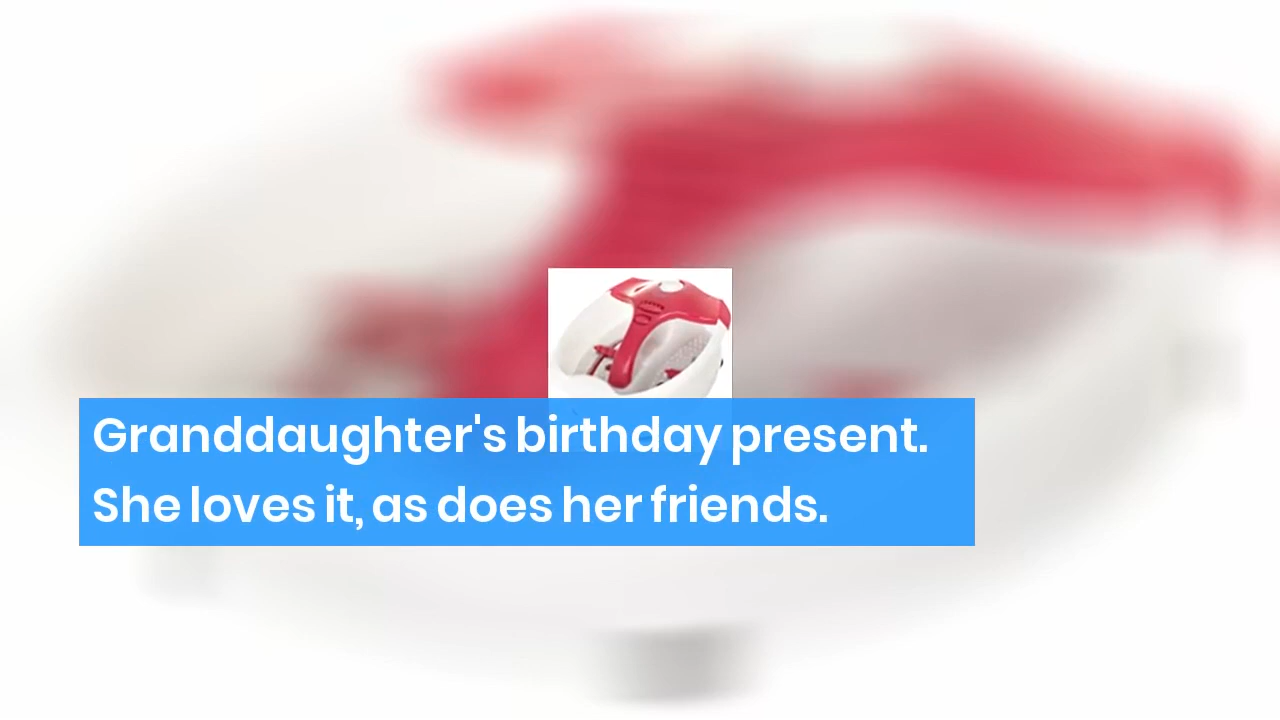 Granddaughter's birthday present.
She loves it, as does her friends.